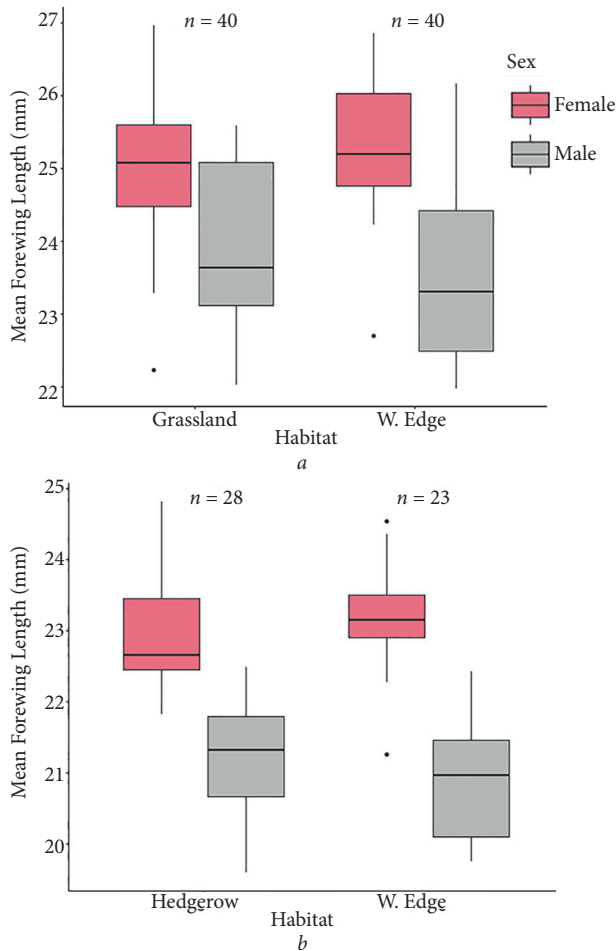 n = 40
n = 40
Sex
Female
Male
27
26
25
24
23
22
Mean Forewing Length (mm)
Grassland
W. Edge
Habitat
a
n = 28
n = 23
25
24
23
22
21
20
Mean Forewing Length (mm)
Hedgerow
W. Edge
Habitat
b